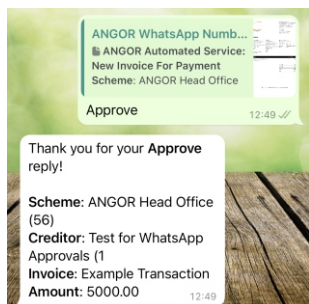 ANGOR WhatsApp Numb...
ANGOR Automated Service:
New Invoice For Payment
Scheme: ANGOR Head Office
Approve
12:49
Thank you for your Approve
reply!
Scheme: ANGOR Head Office
(56)
Creditor: Test for WhatsApp
Approvals (1
Invoice: Example Transaction
Amount: 5000.00
12:49